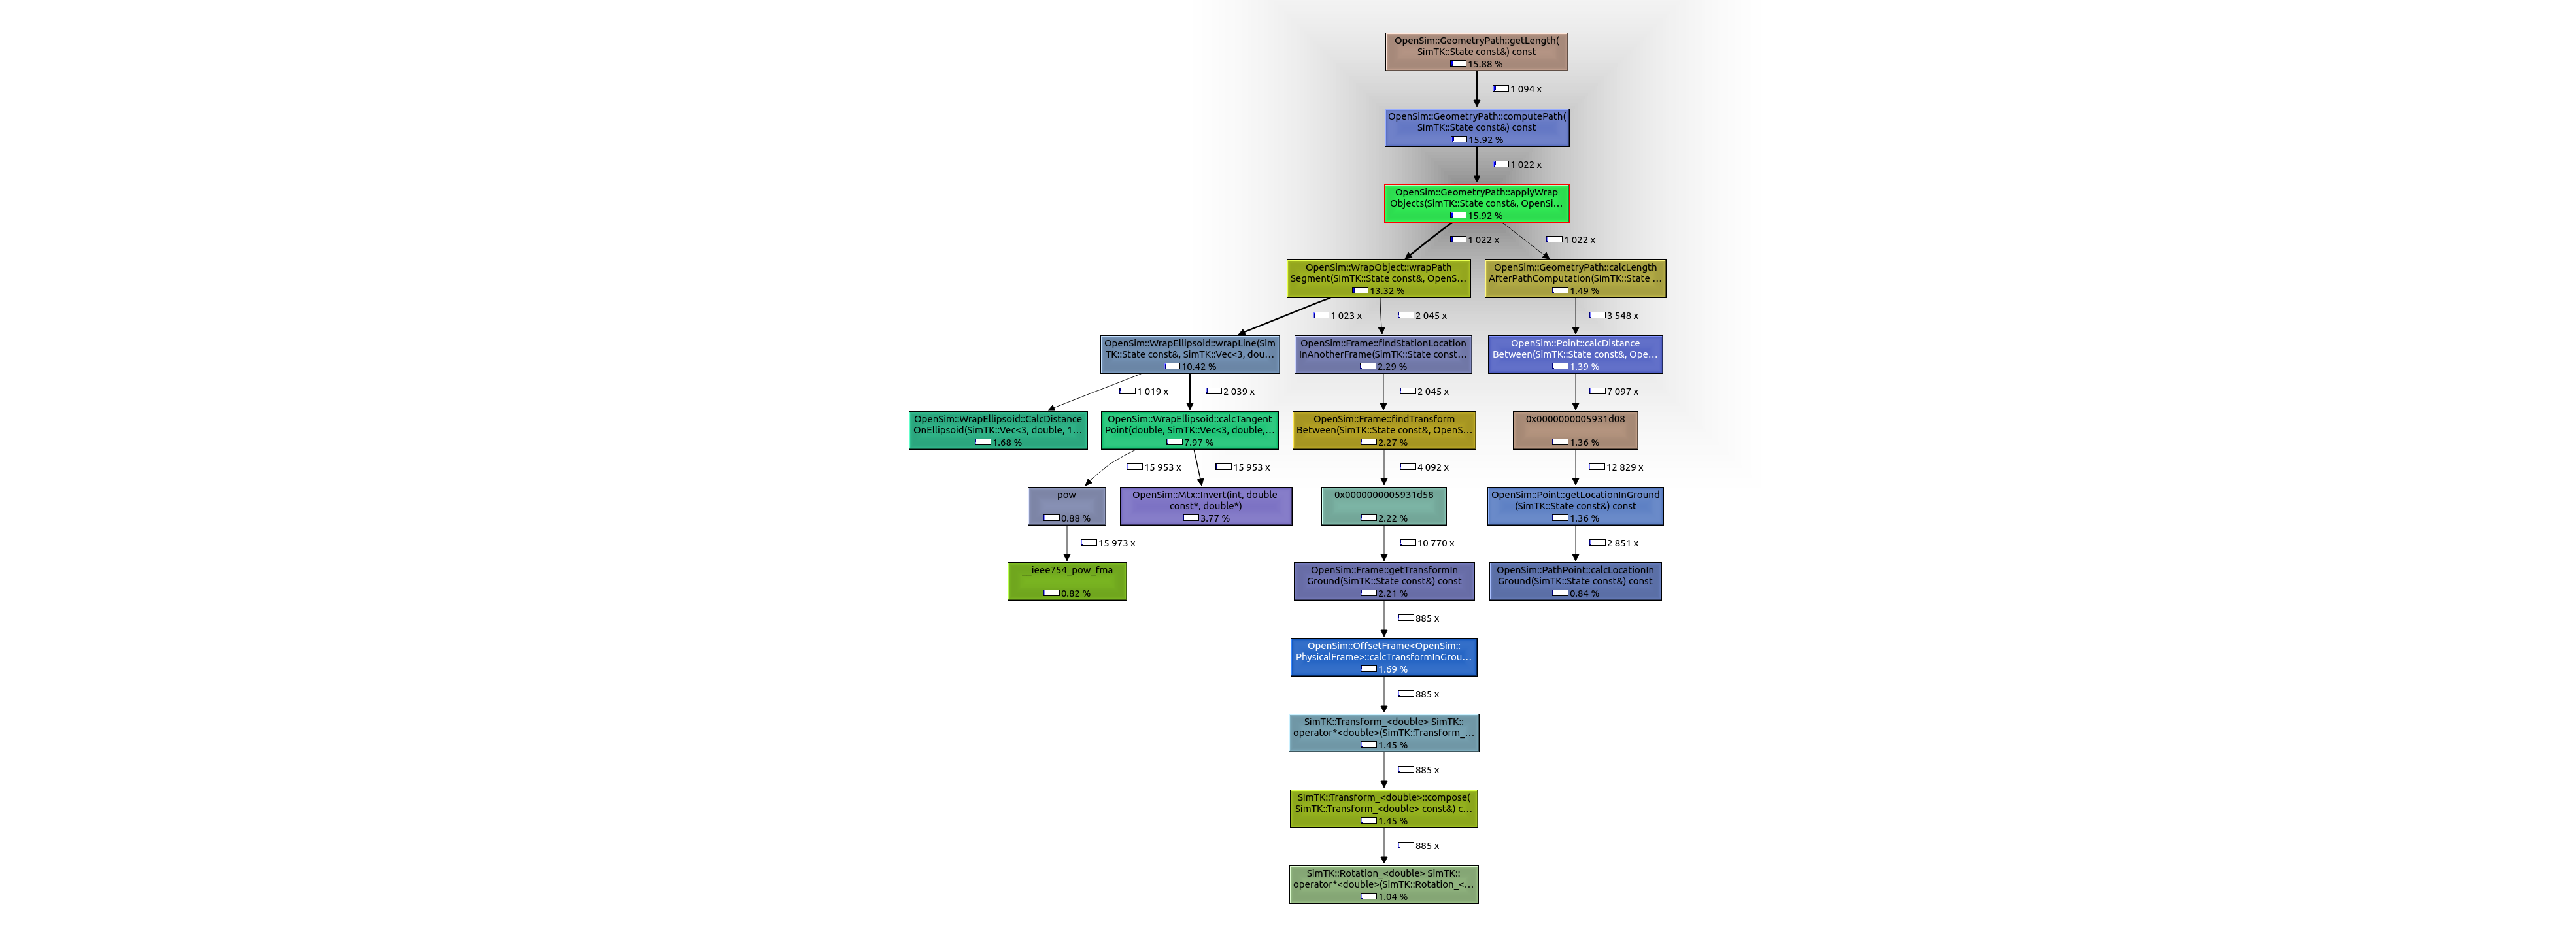 OpenSim::GeometryPath::getLength(
SimTK::State const&) const
15.88 %
1 094 x
OpenSim::GeometryPath::computePath(
SimTK::State const&) const
15.92 %
1 022 x
OpenSim::GeometryPath::applyWrap
Objects(SimTK::State const&, OpenSi...
15.92 %
1 022 x
1 022 x
OpenSim::WrapObject::wrapPath
Segment(SimTK::State const&, OpenS...
13.32 %
OpenSim::GeometryPath::calcLength
AfterPathComputation(SimTK::State ...
1.49 %
1 023 x
2 045 x
3 548 x
OpenSim::WrapEllipsoid::wrapLine(Sim
TK::State const&, SimTK::Vec<3, dou...
10.42 %
OpenSim::Frame::findStationLocation
InAnotherFrame(SimTK::State const...
2.29 %
OpenSim::Point::calcDistance
Between(SimTK::State const&, Ope...
1.39 %
1 019 x
2 039 x
2 045 x
7 097 x
OpenSim::WrapEllipsoid::CalcDistance
OnEllipsoid(SimTK::Vec<3, double, 1...
1.68 %
OpenSim::WrapEllipsoid::calcTangent
Point(double, SimTK::Vec<3, double,...
7.97 %
OpenSim::Frame::findTransform
Between(SimTK::State const&, OpenS...
2.27 %
0x0000000005931d08
1.36 %
15 953 x
15 953 x
4 092 x
12 829 x
pow
0.88 %
OpenSim::Mtx::Invert(int, double
const*, double*)
3.77 %
0x0000000005931d58
2.22 %
OpenSim::Point::getLocationInGround
(SimTK::State const&) const
1.36 %
15 973 x
10 770 x
2 851 x
__ieee754_pow_fma
0.82 %
OpenSim::Frame::getTransformIn
Ground(SimTK::State const&) const
2.21 %
OpenSim::PathPoint::calcLocationIn
Ground(SimTK::State const&) const
0.84 %
885 x
OpenSim::OffsetFrame<OpenSim::
PhysicalFrame>::calcTransformInGrou...
1.69 %
885 x
SimTK::Transform_<double> SimTK::
operator*<double>(SimTK::Transform_...
1.45 %
885 x
SimTK::Transform_<double>::compose(
SimTK::Transform_<double> const&) c...
1.45 %
885 x
SimTK::Rotation_<double> SimTK::
operator*<double>(SimTK::Rotation_<...
1.04 %